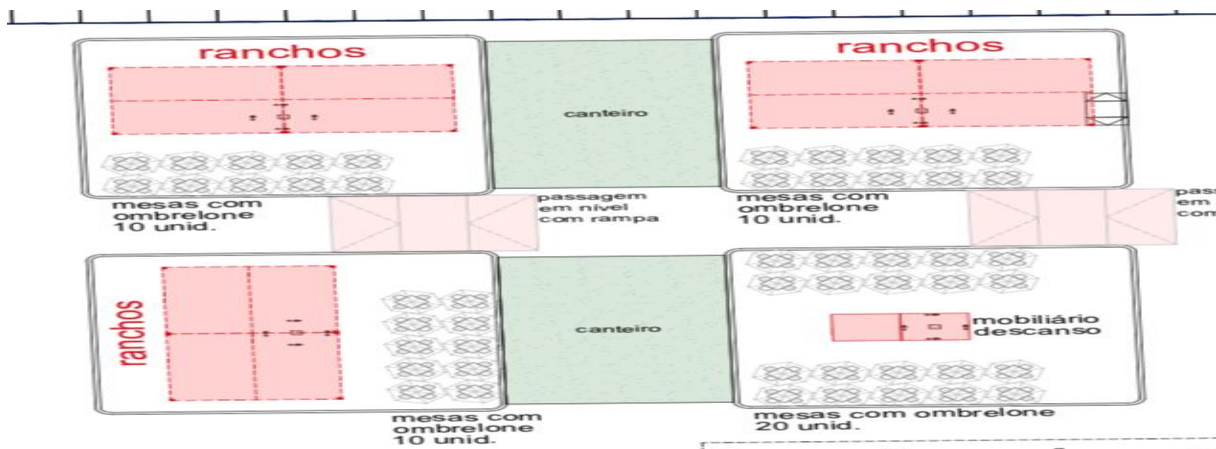 ranchos
ranchos
canteiro
mesas com
ombrelone
10 unid.
passagem
em nível
com rampa
mesas com
ombrelone
10 unid.
em
ranchos
canteiro
mobiliário
descanso
mesas com
ombrelone
10 unid.
mesas com ombrelone
20 unid.